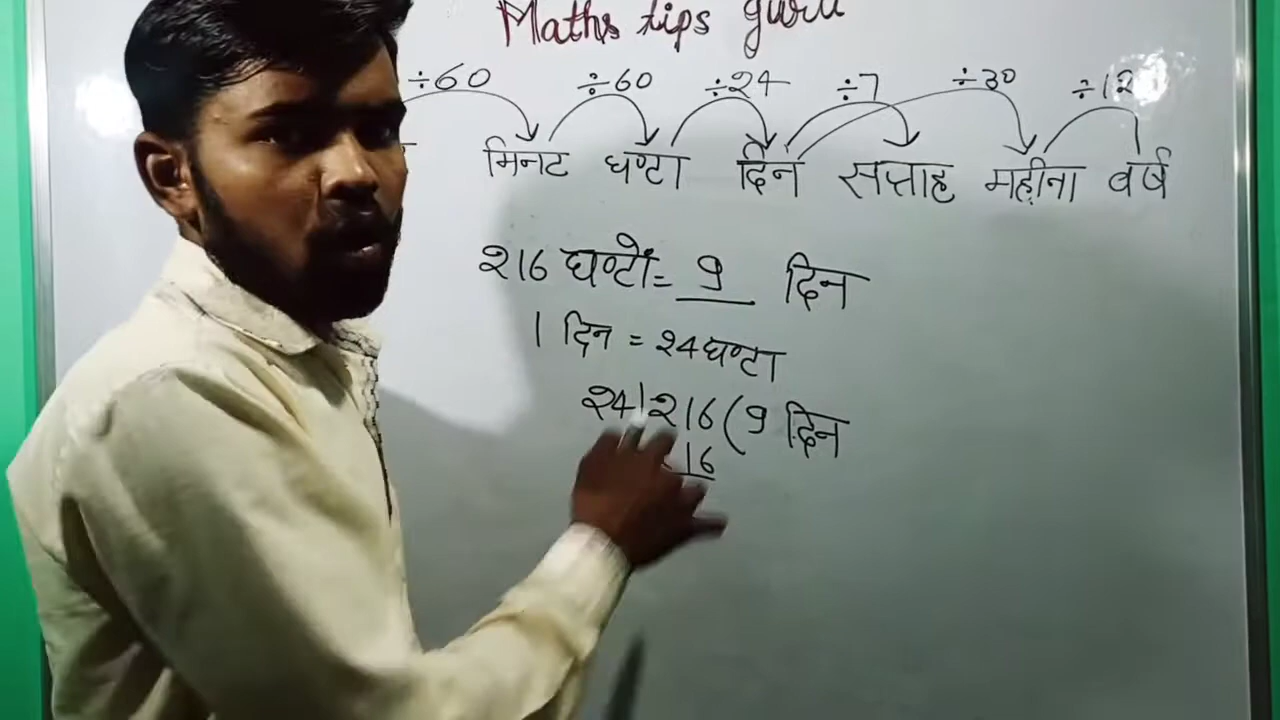 Maths tips guru
÷60 ÷60 ÷24 ÷7 ÷30 ÷12
मिनट घण्टा दिन सप्ताह महीना वर्ष
216 घण्टों = 9 दिन
1 दिन = 24 घण्टा
24)216(9 दिन
16